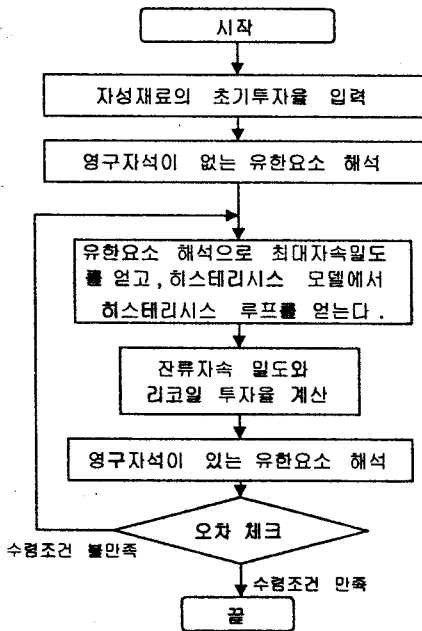 시작
자성재료의 초기투자율 입력
영구자석이 없는 유한요소 해석
유한요소 해석으로 최대자속밀도
를 얻고, 히스테리시스 모델에서
히스테리시스 루프를 얻는다.
잔류자속 밀도와
리코일 투자율 계산
영구자석이 있는 유한요소 해석
오차 체크
수렴조건 불만족
수렴조건 만족
끝